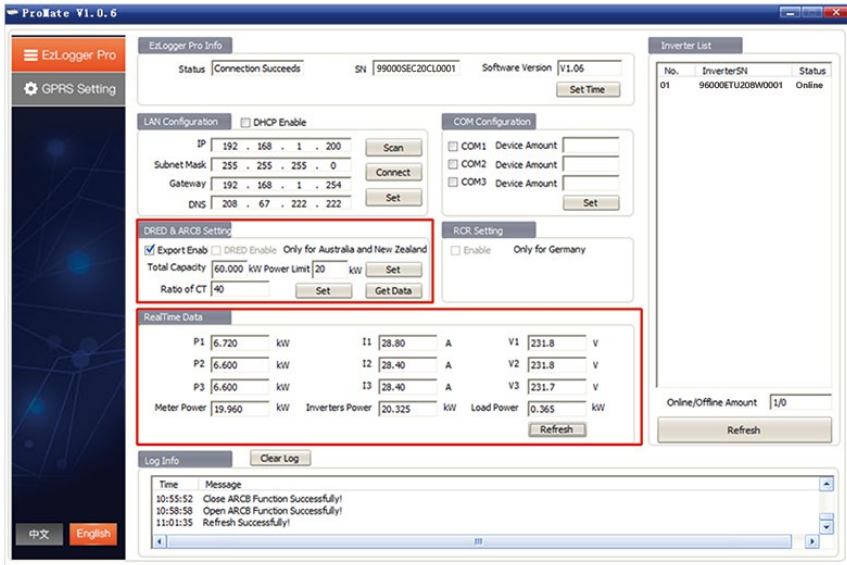 ProMate V1.0.6
EzLogger Pro
GPRS Setting
EzLogger Pro Info
Status Connection Succeeds SN 99000SEC20CL0001 Software Version V1.06
Set Time
LAN Configuration DHCP Enable
IP 192 . 168 . 1 . 200 Scan
Subnet Mask 255 . 255 . 255 . 0 Connect
Gateway 192 . 168 . 1 . 254
DNS 208 . 67 . 222 . 222 Set
COM Configuration
COM1 Device Amount
COM2 Device Amount
COM3 Device Amount
Set
DRED & ARCB Setting
Export Enab DRED Enable Only for Australia and New Zealand
Total Capacity 60.000 kW Power Limit 20 kW Set
Ratio of CT 40 Set Get Data
RCR Setting
Enable Only for Germany
RealTime Data
P1 6.720 kW I1 28.80 A V1 231.8 V
P2 6.600 kW I2 28.40 A V2 231.8 V
P3 6.600 kW I3 28.40 A V3 231.7 V
Meter Power 19.960 kW Inverters Power 20.325 kW Load Power 0.365 kW
Refresh
Inverter List
No. InverterSN Status
01 96000ETU208W0001 Online
Online/Offline Amount 1/0
Refresh
Log Info Clear Log
Time Message
10:55:52 Close ARCB Function Successfully!
10:58:58 Open ARCB Function Successfully!
11:01:35 Refresh Successfully!
中文 English